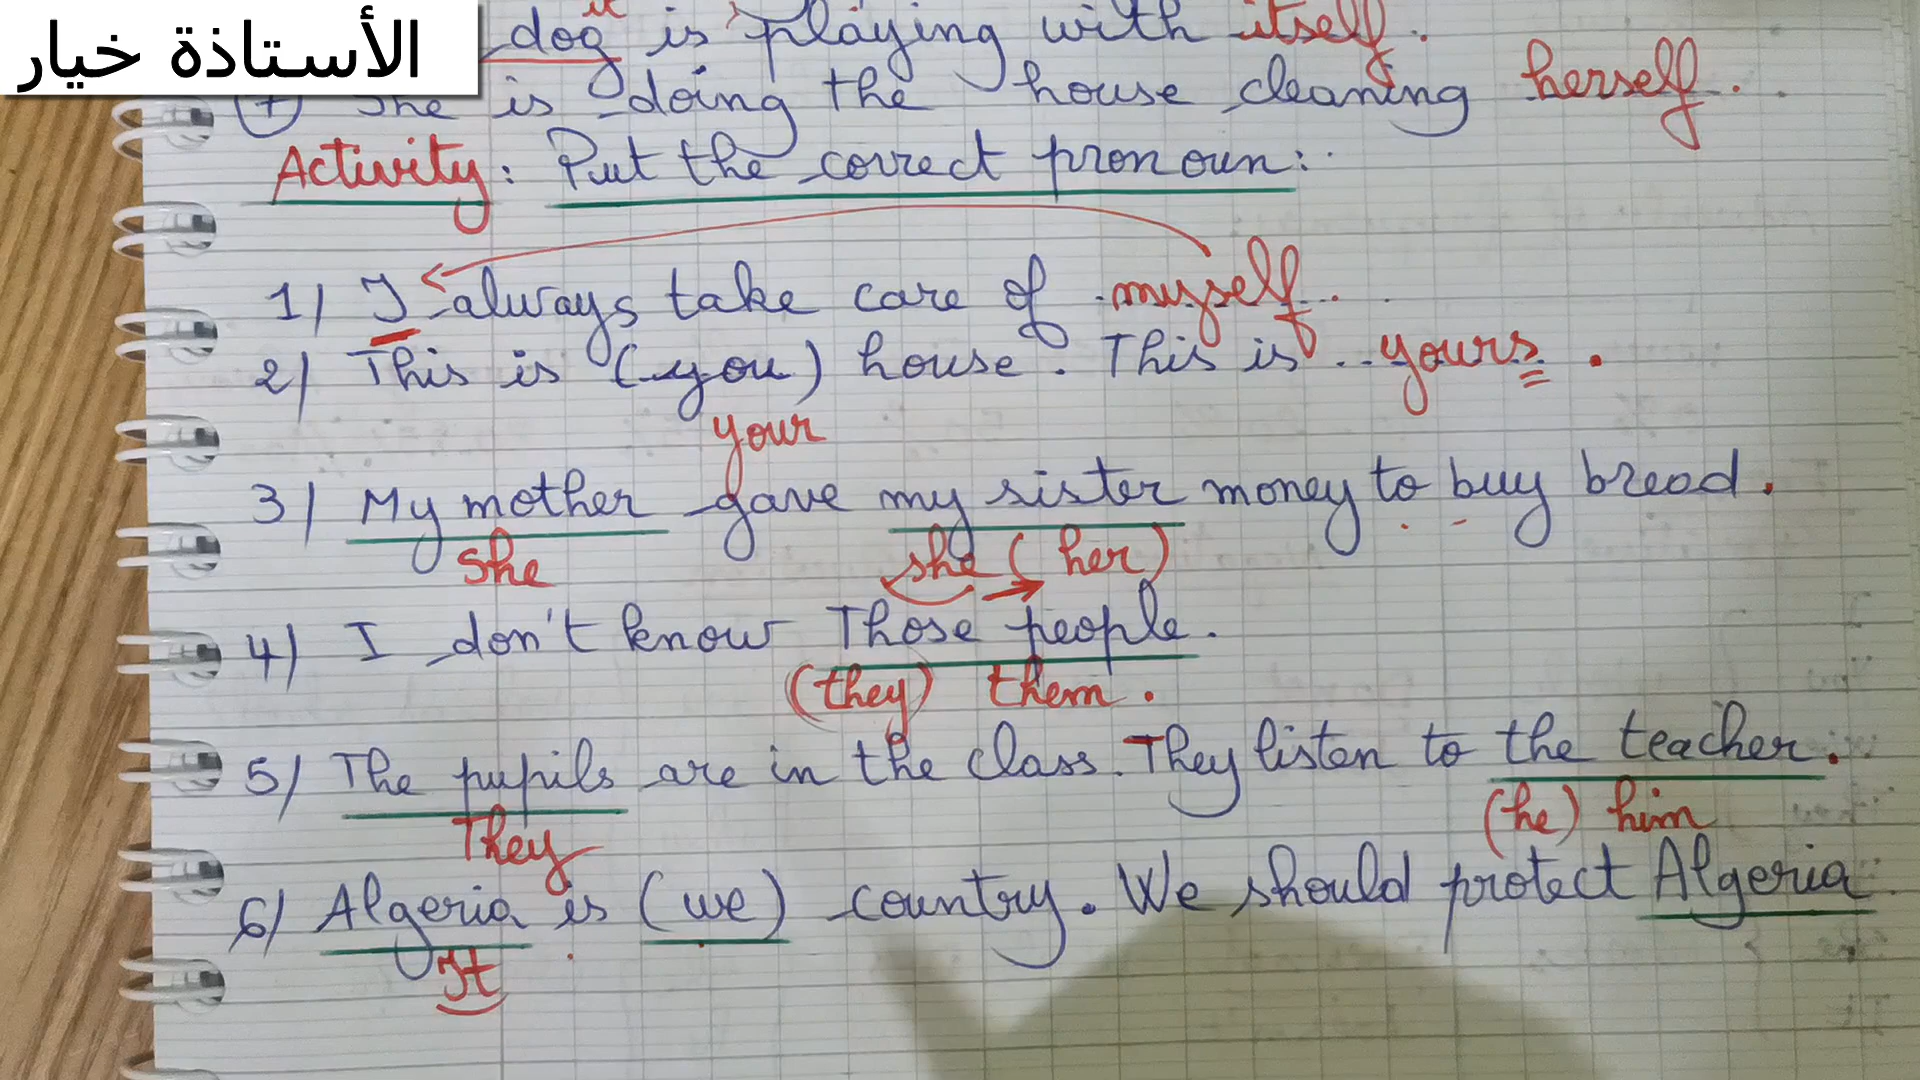 الأستاذة خيار
it
dog is playing with itself.
7 She is doing the house cleaning herself.
Activity: Put the correct pronoun:
1) I always take care of myself.
2) This is (you) house. This is yours.
your
3) My mother gave my sister money to buy bread.
she she (her)
4) I don't know Those people.
(they) them.
5) The pupils are in the class. They listen to the teacher.
They (he) him
6) Algeria is (we) country. We should protect Algeria
It